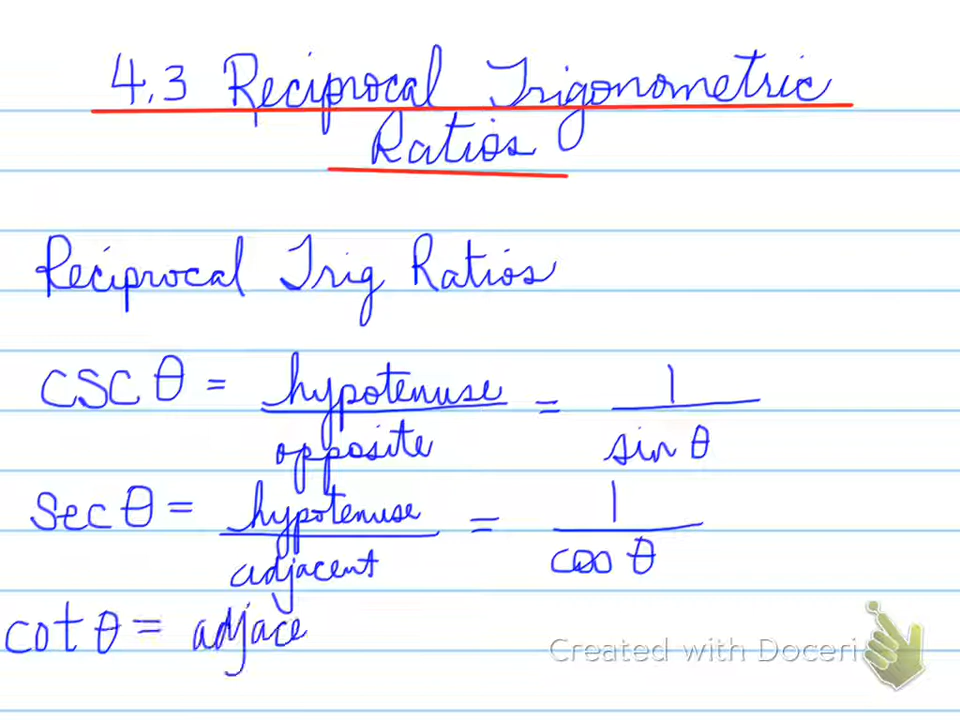 4.3 Reciprocal Trigonometric
Ratios
Reciprocal Trig Ratios
csc θ = hypotenuse / opposite = 1 / sin θ
sec θ = hypotenuse / adjacent = 1 / cos θ
cot θ = adjace
Created with Doceri